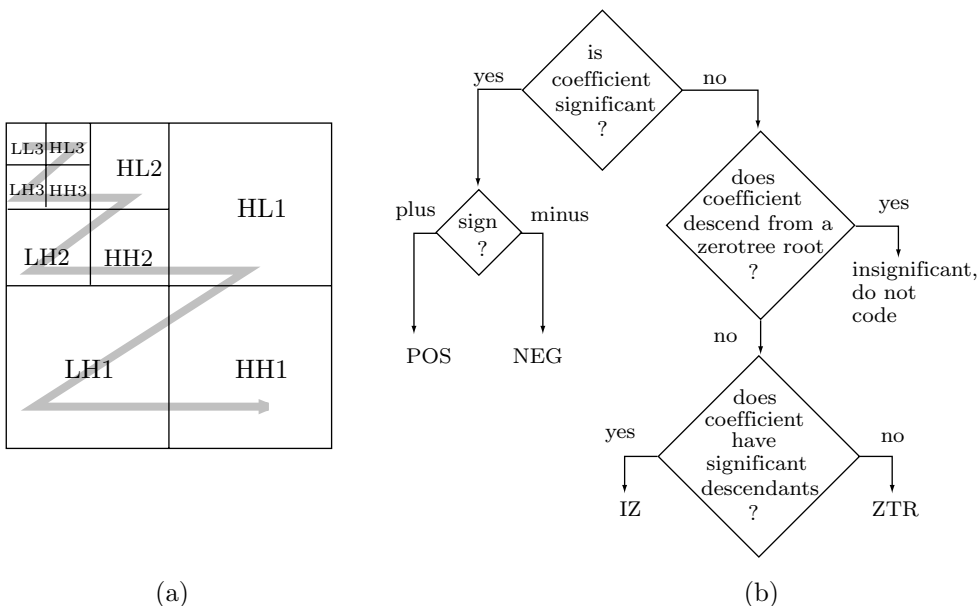 LL3 HL3
LH3 HH3
HL2
HL1
LH2 HH2
LH1
HH1
(a)
is
coefficient
significant
?
yes
no
sign
?
plus
minus
POS
NEG
does
coefficient
descend from a
zerotree root
?
yes
insignificant,
do not
code
no
does
coefficient
have
significant
descendants
?
yes
no
IZ
ZTR
(b)